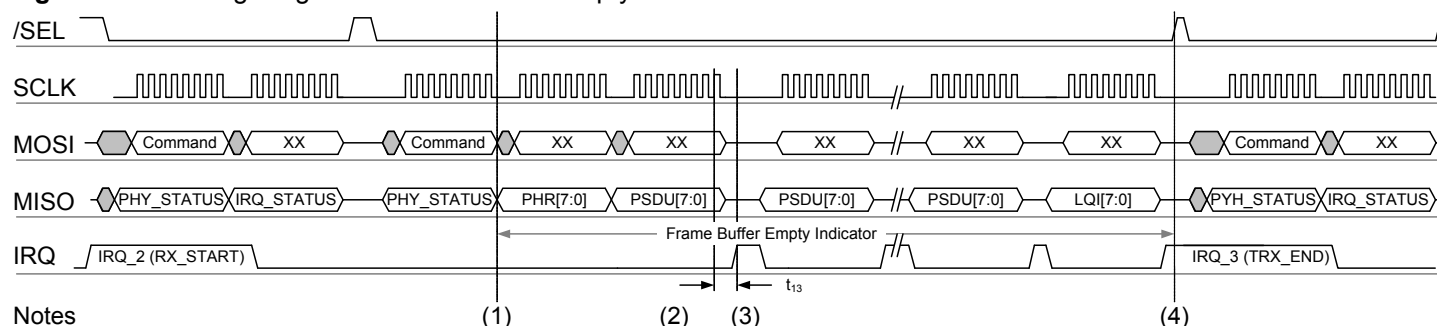 /SEL
SCLK
MOSI Command XX Command XX XX XX XX XX Command XX
MISO PHY_STATUS IRQ_STATUS PHY_STATUS PHR[7:0] PSDU[7:0] PSDU[7:0] PSDU[7:0] LQI[7:0] PYH_STATUS IRQ_STATUS
Frame Buffer Empty Indicator
IRQ IRQ_2 (RX_START) IRQ_3 (TRX_END)
t13
Notes (1) (2) (3) (4)